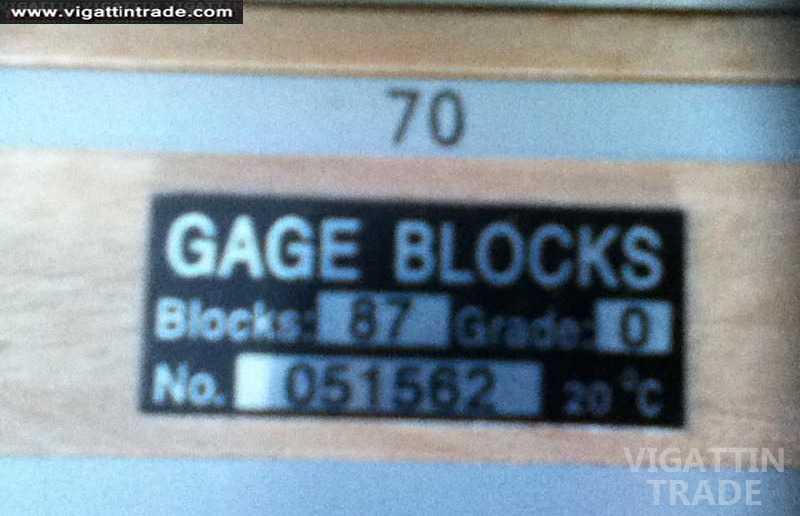 www.vigattintrade.com
70
GAGE BLOCKS
Blocks: 87 Grade: 0
No. 051562 20 °C
VIGATTIN
TRADE